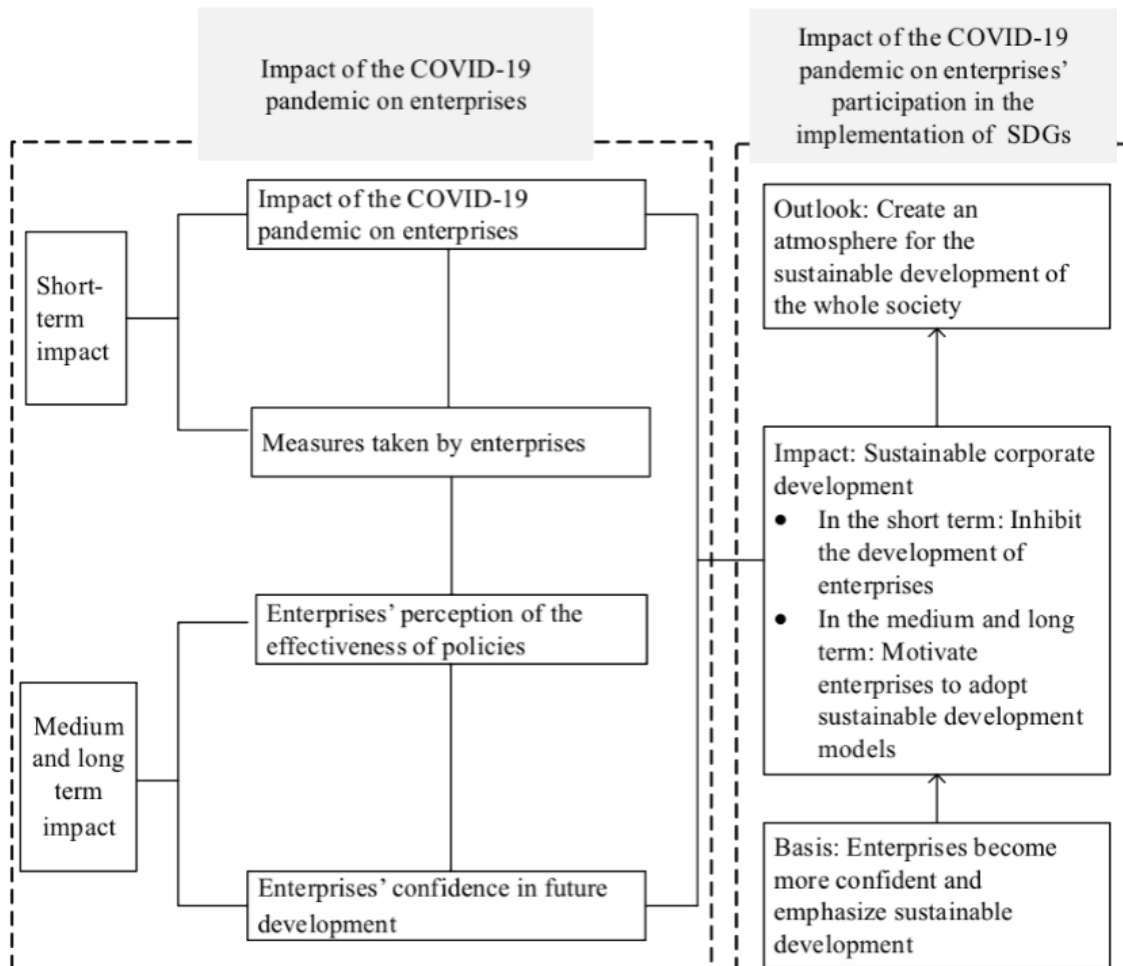 Impact of the COVID-19
pandemic on enterprises
Short-
term
impact
Impact of the COVID-19
pandemic on enterprises
Measures taken by enterprises
Medium
and long
term
impact
Enterprises’ perception of the
effectiveness of policies
Enterprises’ confidence in future
development
Impact of the COVID-19
pandemic on enterprises’
participation in the
implementation of SDGs
Outlook: Create an
atmosphere for the
sustainable development of
the whole society
Impact: Sustainable corporate
development
● In the short term: Inhibit
the development of
enterprises
● In the medium and long
term: Motivate
enterprises to adopt
sustainable development
models
Basis: Enterprises become
more confident and
emphasize sustainable
development